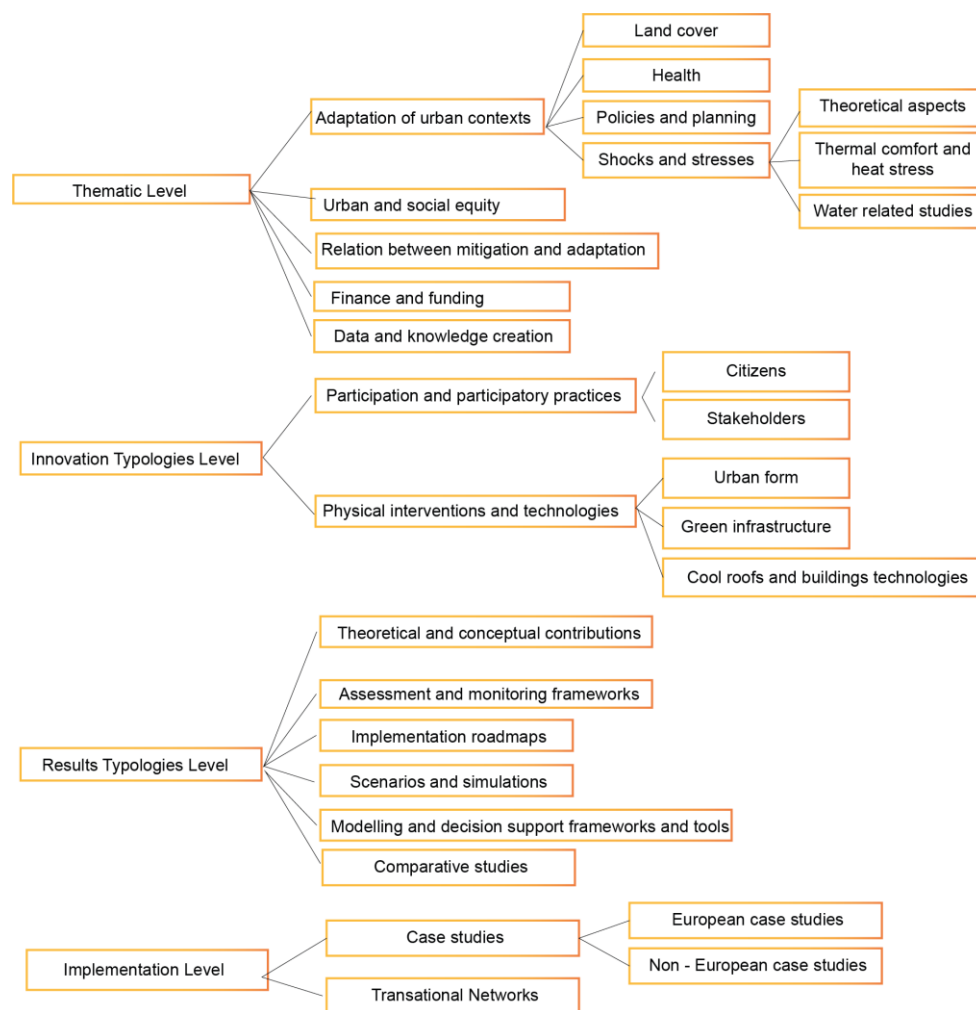 Thematic Level
Adaptation of urban contexts
Land cover
Health
Policies and planning
Shocks and stresses
Theoretical aspects
Thermal comfort and
heat stress
Water related studies
Urban and social equity
Relation between mitigation and adaptation
Finance and funding
Data and knowledge creation
Innovation Typologies Level
Participation and participatory practices
Citizens
Stakeholders
Physical interventions and technologies
Urban form
Green infrastructure
Cool roofs and buildings technologies
Results Typologies Level
Theoretical and conceptual contributions
Assessment and monitoring frameworks
Implementation roadmaps
Scenarios and simulations
Modelling and decision support frameworks and tools
Comparative studies
Implementation Level
Case studies
European case studies
Non - European case studies
Transational Networks